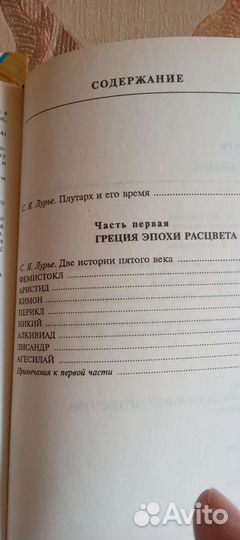 СОДЕРЖАНИЕ
С. Я. Лурье. Плутарх и его время
Часть первая
ГРЕЦИЯ ЭПОХИ РАСЦВЕТА
С. Я. Лурье. Две истории пятого века
ФЕМИСТОКЛ
АРИСТИД
КИМОН
ПЕРИКЛ
НИКИЙ
АЛКИВИАД
ЛИСАНДР
АГЕСИЛАЙ
Примечания к первой части
Avito